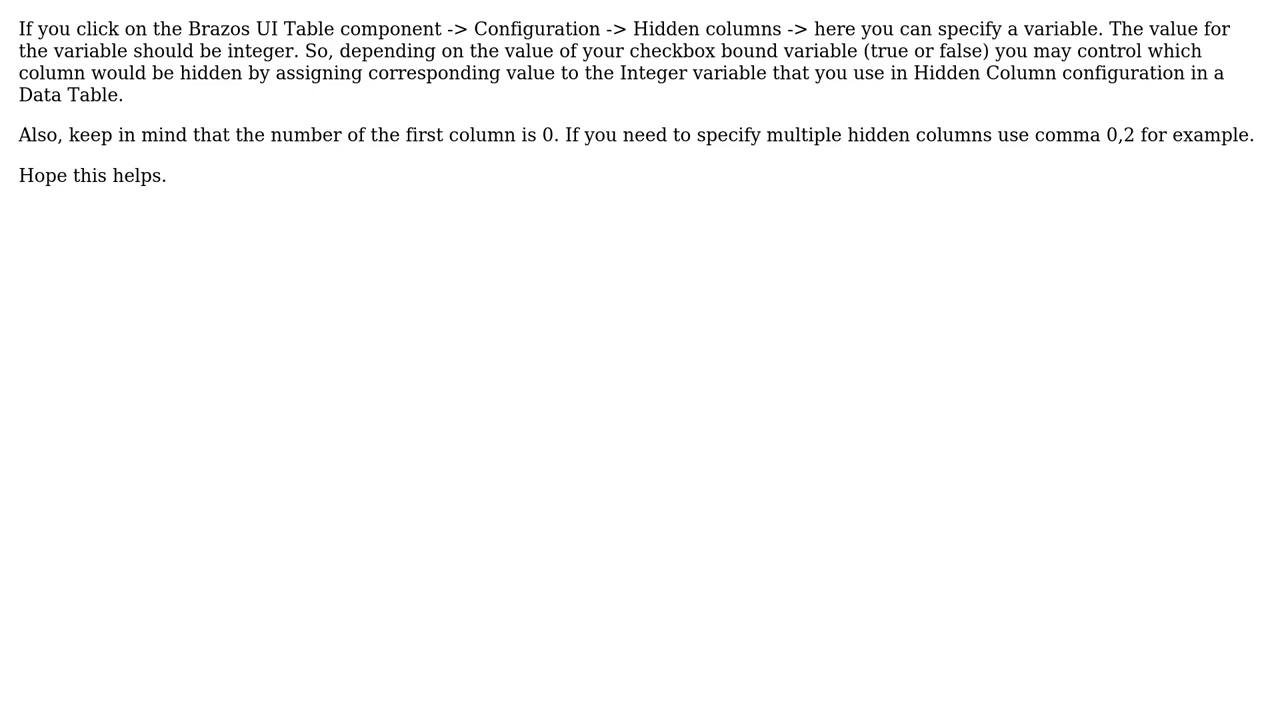 If you click on the Brazos UI Table component -> Configuration -> Hidden columns -> here you can specify a variable. The value for
the variable should be integer. So, depending on the value of your checkbox bound variable (true or false) you may control which
column would be hidden by assigning corresponding value to the Integer variable that you use in Hidden Column configuration in a
Data Table.
Also, keep in mind that the number of the first column is 0. If you need to specify multiple hidden columns use comma 0,2 for example.
Hope this helps.